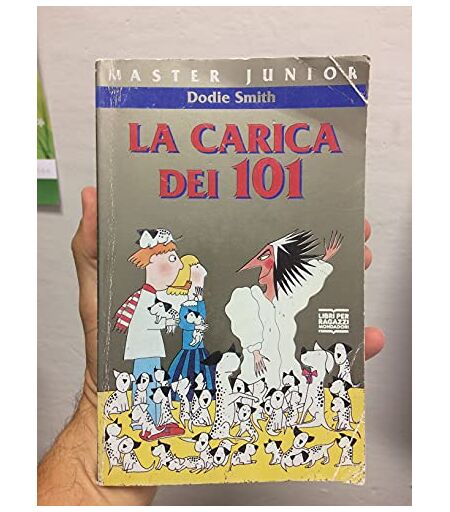 MASTER JUNIOR
Dodie Smith
LA CARICA
DEI 101
LIBRI PER
RAGAZZI
MONDADORI